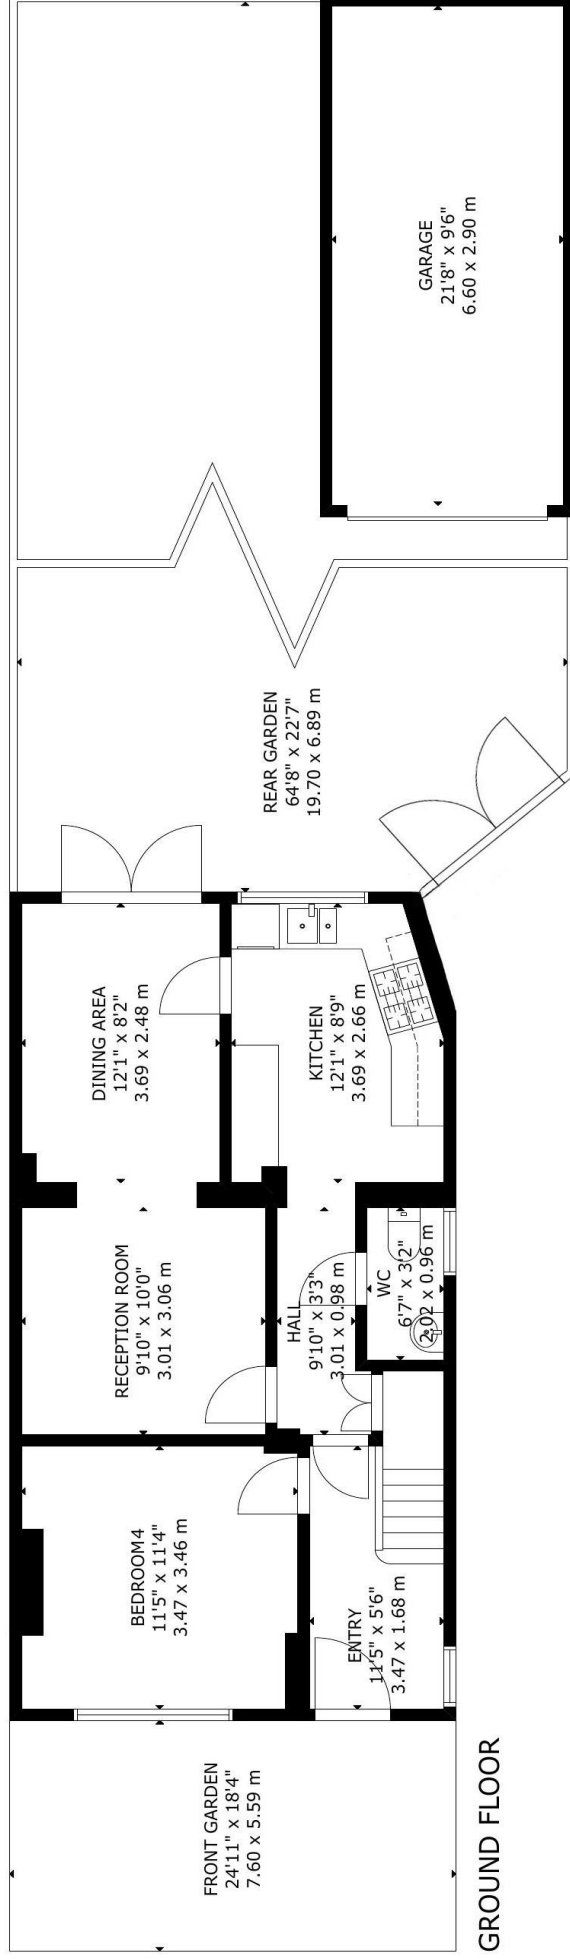 GARAGE
21'8" x 9'6"
6.60 x 2.90 m
REAR GARDEN
64'8" x 22'7"
19.70 x 6.89 m
DINING AREA
12'1" x 8'2"
3.69 x 2.48 m
KITCHEN
12'1" x 8'9"
3.69 x 2.66 m
RECEPTION ROOM
9'10" x 10'0"
3.01 x 3.06 m
HALL
9'10" x 3'3"
3.01 x 0.98 m
WC
6'7" x 3'2"
2.02 x 0.96 m
BEDROOM4
11'5" x 11'4"
3.47 x 3.46 m
ENTRY
11'5" x 5'6"
3.47 x 1.68 m
FRONT GARDEN
24'11" x 18'4"
7.60 x 5.59 m
GROUND FLOOR